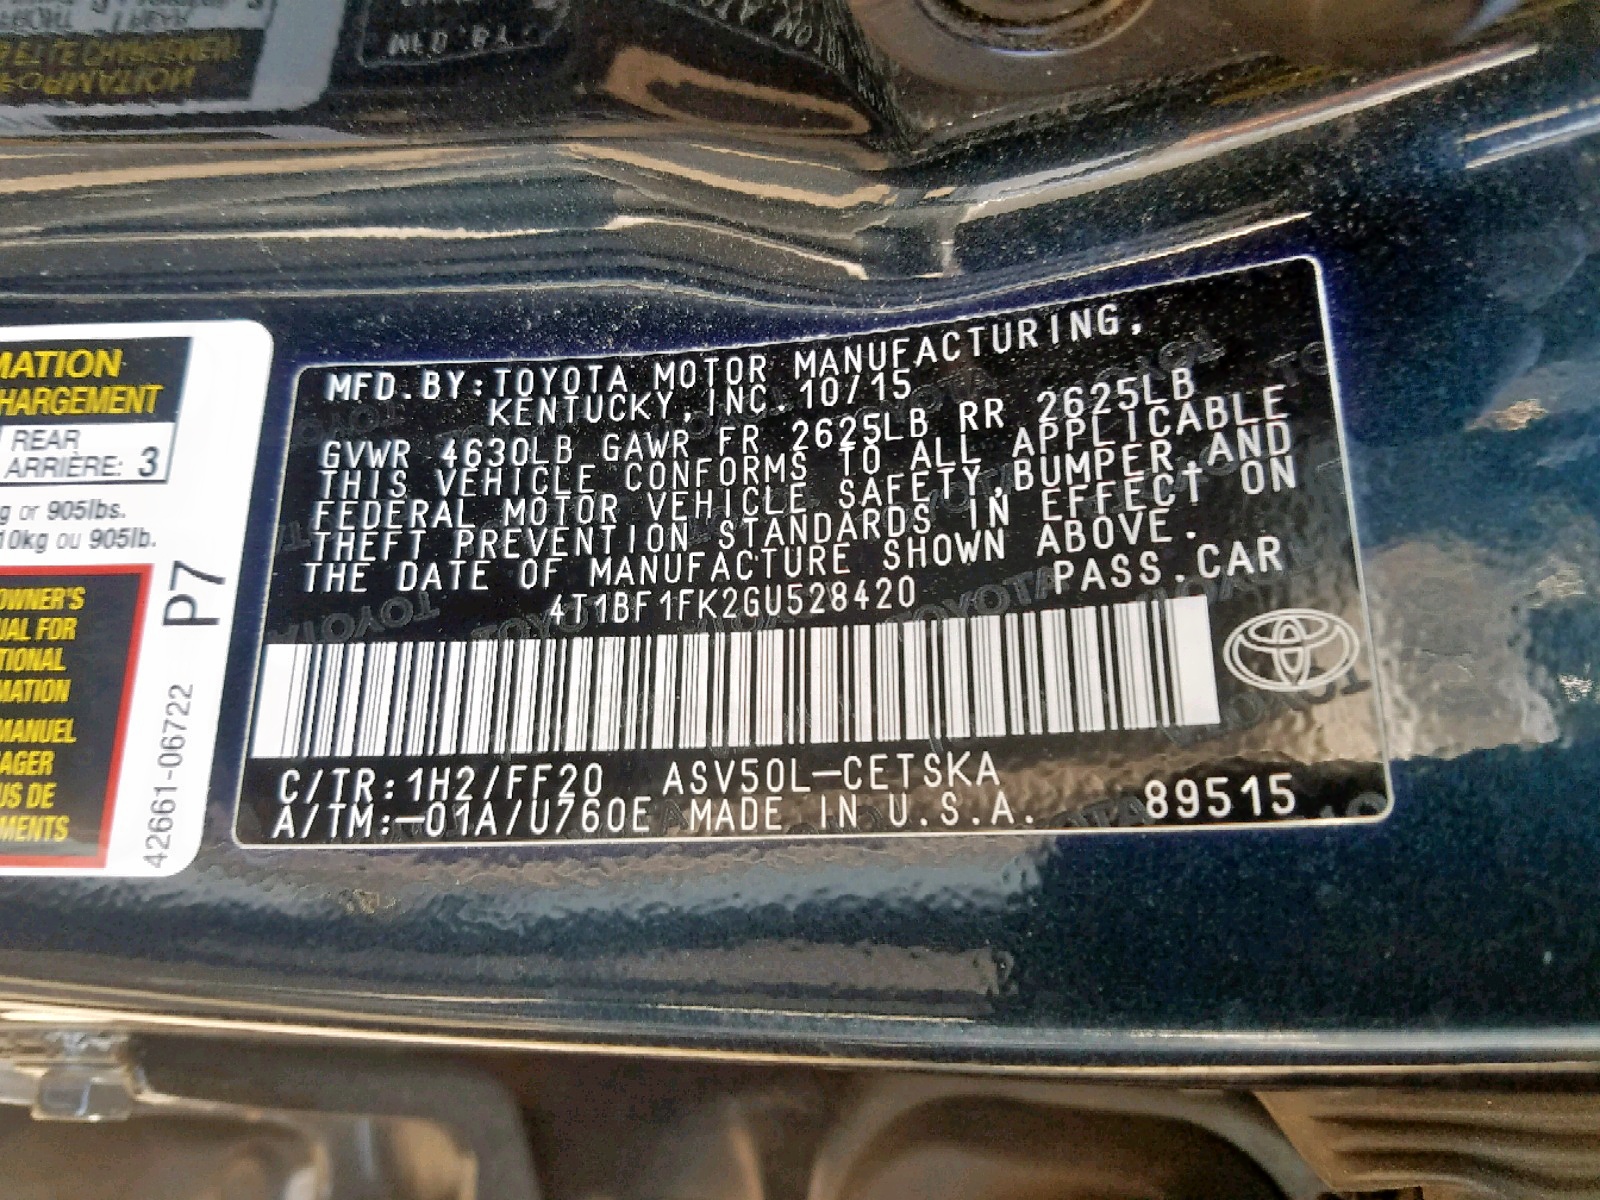 MATION
HARGEMENT
REAR
ARRIÈRE: 3
g or 905lbs.
10kg ou 905lb.
OWNER'S
UAL FOR
TIONAL
MATION
MANUEL
AGER
US DE
MENTS
P7
42661-06722
MFD.BY:TOYOTA MOTOR MANUFACTURING,
KENTUCKY,INC.10/15
GVWR 4630LB GAWR FR 2625LB RR 2625LB
THIS VEHICLE CONFORMS TO ALL APPLICABLE
FEDERAL MOTOR VEHICLE SAFETY,BUMPER,AND
THEFT PREVENTION STANDARDS IN EFFECT ON
THE DATE OF MANUFACTURE SHOWN ABOVE.
4T1BF1FK2GU528420 PASS.CAR
C/TR:1H2/FF20 ASV50L-CETSKA
A/TM:-01A/U760E MADE IN U.S.A. 89515